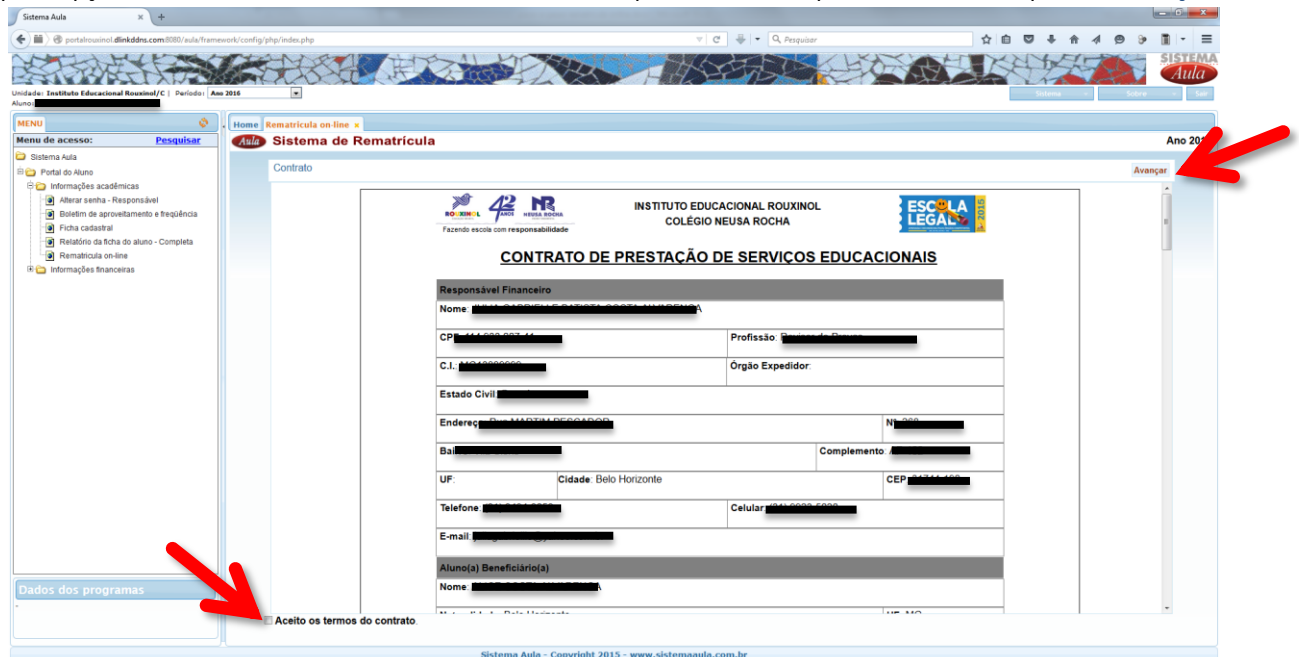 Sistema Aula
portalrouxinol.dlinkddns.com:8080/aula/framework/config/php/index.php
Pesquisar
SISTEMA
Aula
Unidade: Instituto Educacional Rouxinol/C | Período: Ano 2016
Sistema
Sobre
Sair
Aluno:
MENU
Menu de acesso: Pesquisar
Sistema Aula
Portal do Aluno
Informações acadêmicas
Alterar senha - Responsável
Boletim de aproveitamento e freqüência
Ficha cadastral
Relatório da ficha do aluno - Completa
Rematricula on-line
Informações financeiras
Dados dos programas
-
Home Rematricula on-line x
Aula Sistema de Rematrícula
Ano
Contrato
Avançar
ROUXINOL 42 ANOS NR NEUSA ROCHA
Fazendo escola com responsabilidade
INSTITUTO EDUCACIONAL ROUXINOL
COLÉGIO NEUSA ROCHA
ESCOLA
LEGAL
2015
CONTRATO DE PRESTAÇÃO DE SERVIÇOS EDUCACIONAIS
Responsável Financeiro
Nome:
Profissão:
C.I.:
Órgão Expedidor:
Estado Civil
Complemento:
UF: Cidade: Belo Horizonte CEP
Telefone:
Celular:
E-mail:
Aluno(a) Beneficiário(a)
Nome
Aceito os termos do contrato.
Sistema Aula - Copyright 2015 - www.sistemaaula.com.br